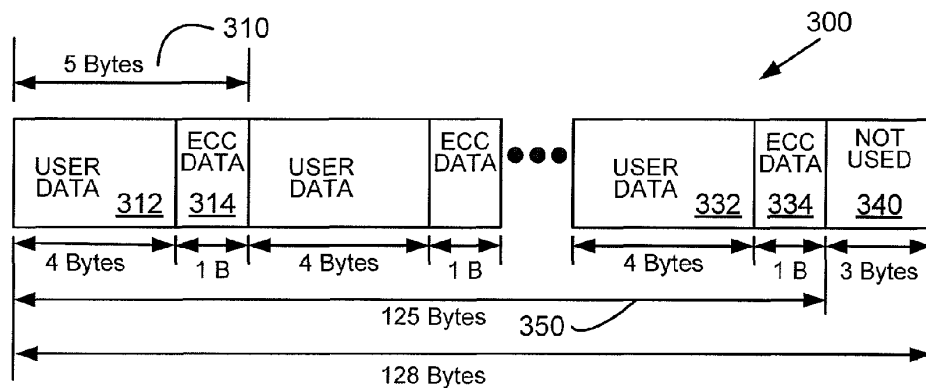 310
300
5 Bytes
USER DATA 312
ECC DATA 314
USER DATA
ECC DATA
USER DATA 332
ECC DATA 334
NOT USED 340
4 Bytes
1 B
4 Bytes
1 B
4 Bytes
1 B
3 Bytes
125 Bytes
350
128 Bytes